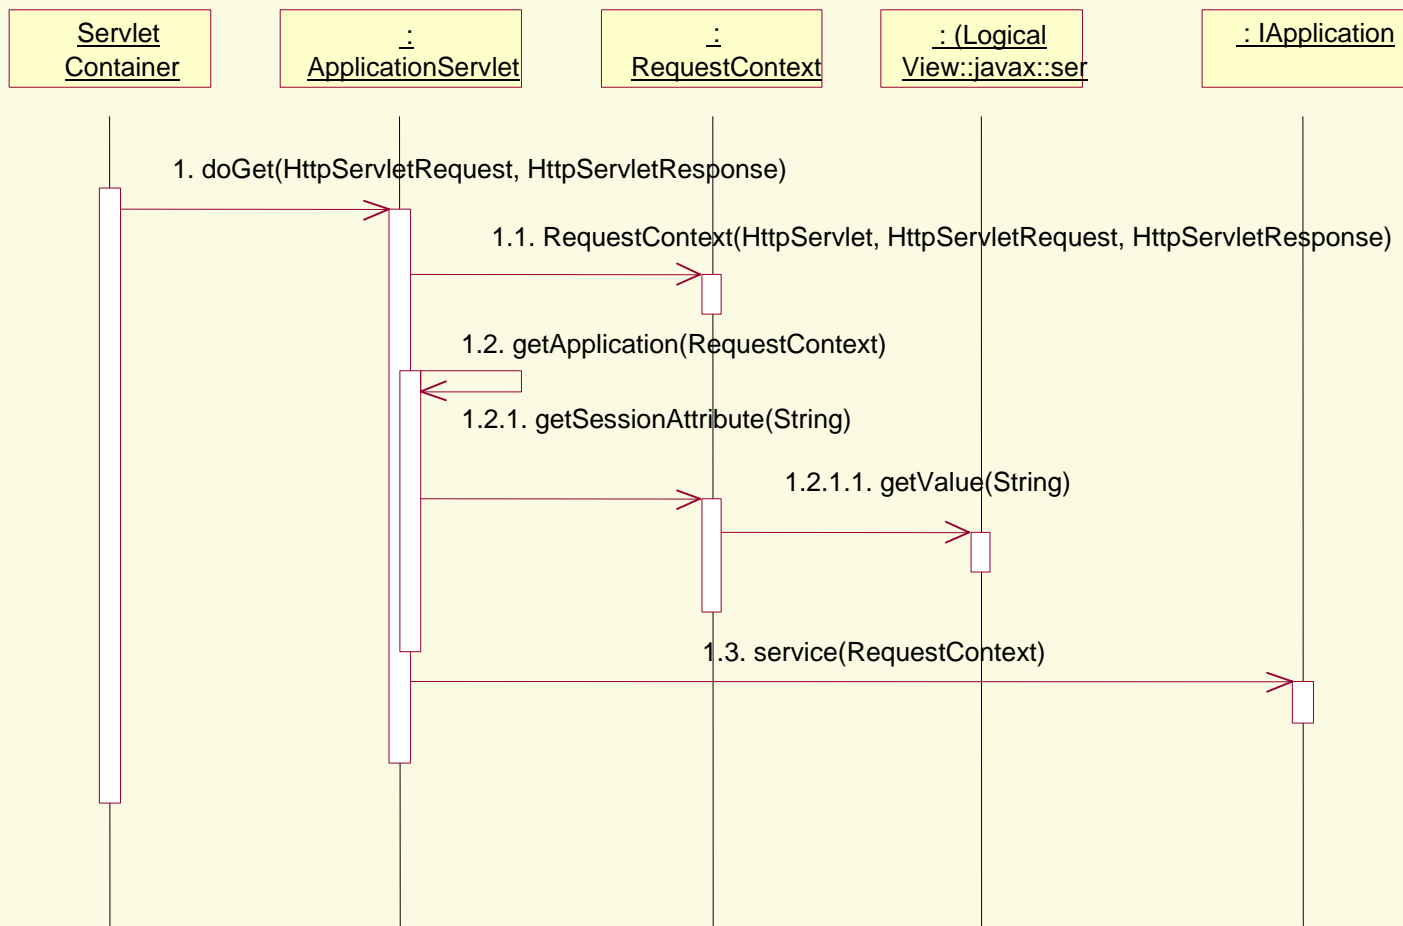 Servlet
Container
:
ApplicationServlet
:
RequestContext
: (Logical
View::javax::ser
: IApplication
1. doGet(HttpServletRequest, HttpServletResponse)
1.1. RequestContext(HttpServlet, HttpServletRequest, HttpServletResponse)
1.2. getApplication(RequestContext)
1.2.1. getSessionAttribute(String)
1.2.1.1. getValue(String)
1.3. service(RequestContext)